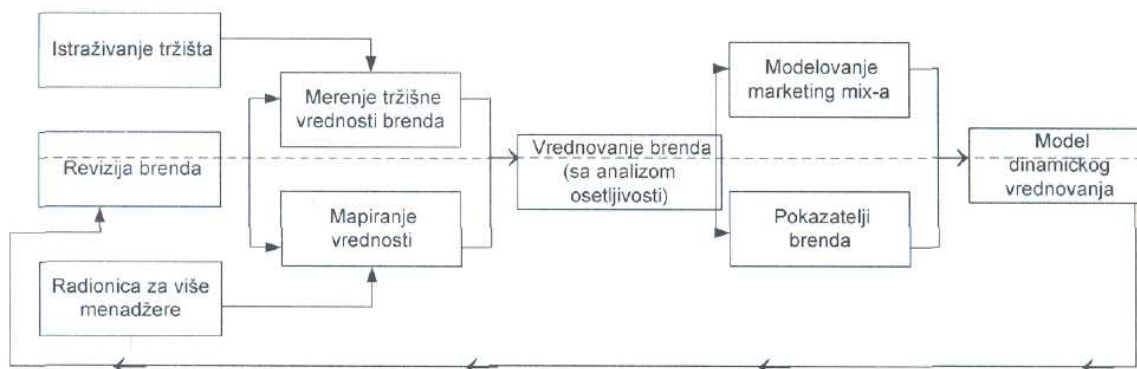 Istraživanje tržišta
Merenje tržišne
vrednosti brenda
Revizija brenda
Mapiranje
vrednosti
Radionica za više
menadžere
Vrednovanje brenda
(sa analizom
osetljivosti)
Modelovanje
marketing mix-a
Pokazatelji
brenda
Model
dinamičkog
vrednovanja